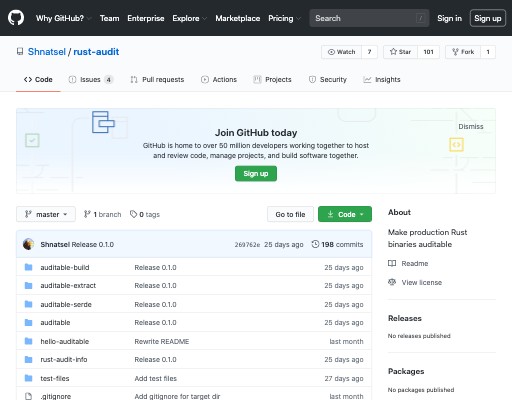 Why GitHub? Team Enterprise Explore Marketplace Pricing Search / Sign in Sign up
Shnatsel / rust-audit Watch 7 Star 101 Fork 1
Code Issues 4 Pull requests Actions Projects Security Insights
Join GitHub today
Dismiss
GitHub is home to over 50 million developers working together to host
and review code, manage projects, and build software together.
Sign up
master 1 branch 0 tags Go to file Code
Shnatsel Release 0.1.0 269762e 25 days ago 198 commits
auditable-build Release 0.1.0 25 days ago
auditable-extract Release 0.1.0 25 days ago
auditable-serde Release 0.1.0 25 days ago
auditable Release 0.1.0 25 days ago
hello-auditable Rewrite README last month
rust-audit-info Release 0.1.0 25 days ago
test-files Add test files 27 days ago
.gitignore Add gitignore for target dir last month
About
Make production Rust
binaries auditable
Readme
View license
Releases
No releases published
Packages
No packages published